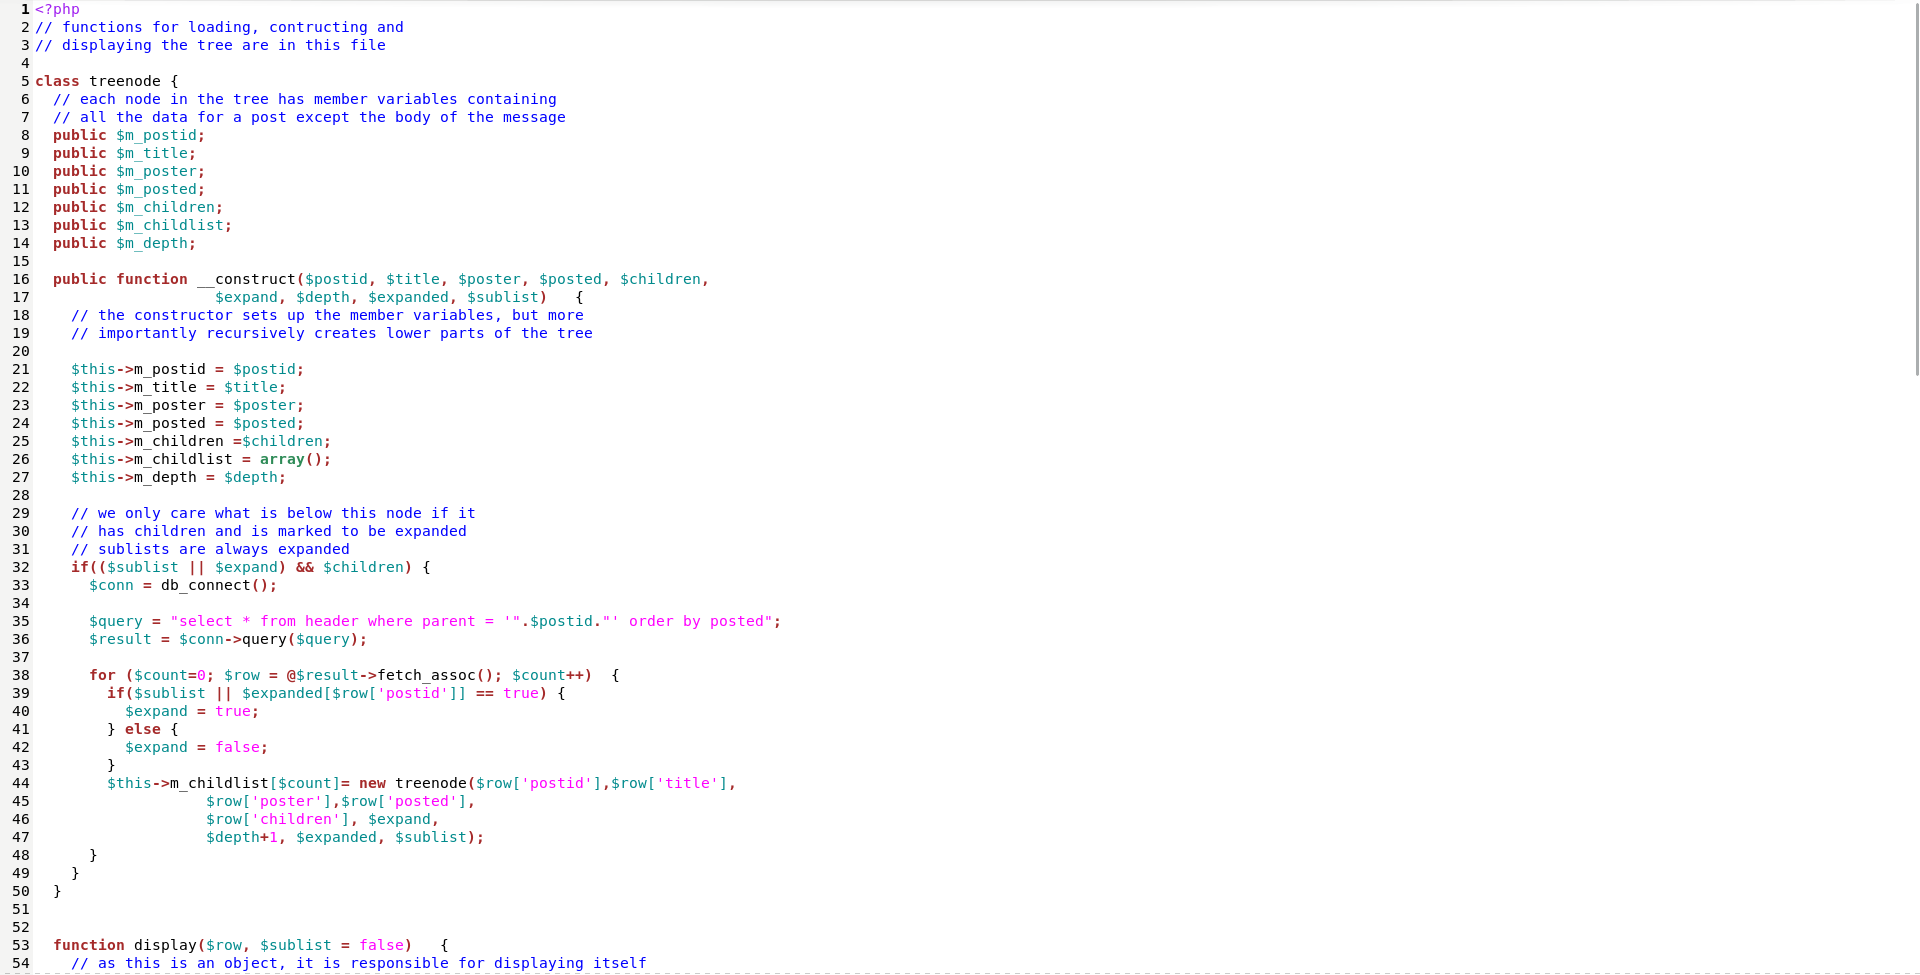 1 <?php
2 // functions for loading, contructing and
3 // displaying the tree are in this file
4
5 class treenode {
6   // each node in the tree has member variables containing
7   // all the data for a post except the body of the message
8   public $m_postid;
9   public $m_title;
10   public $m_poster;
11   public $m_posted;
12   public $m_children;
13   public $m_childlist;
14   public $m_depth;
15
16   public function __construct($postid, $title, $poster, $posted, $children,
17                     $expand, $depth, $expanded, $sublist)   {
18     // the constructor sets up the member variables, but more
19     // importantly recursively creates lower parts of the tree
20
21     $this->m_postid = $postid;
22     $this->m_title = $title;
23     $this->m_poster = $poster;
24     $this->m_posted = $posted;
25     $this->m_children =$children;
26     $this->m_childlist = array();
27     $this->m_depth = $depth;
28
29     // we only care what is below this node if it
30     // has children and is marked to be expanded
31     // sublists are always expanded
32     if(($sublist || $expand) && $children) {
33       $conn = db_connect();
34
35       $query = "select * from header where parent = '".$postid."' order by posted";
36       $result = $conn->query($query);
37
38       for ($count=0; $row = @$result->fetch_assoc(); $count++)  {
39         if($sublist || $expanded[$row['postid']] == true) {
40           $expand = true;
41         } else {
42           $expand = false;
43         }
44         $this->m_childlist[$count]= new treenode($row['postid'],$row['title'],
45                    $row['poster'],$row['posted'],
46                    $row['children'], $expand,
47                    $depth+1, $expanded, $sublist);
48       }
49     }
50   }
51
52
53   function display($row, $sublist = false)   {
54     // as this is an object, it is responsible for displaying itself